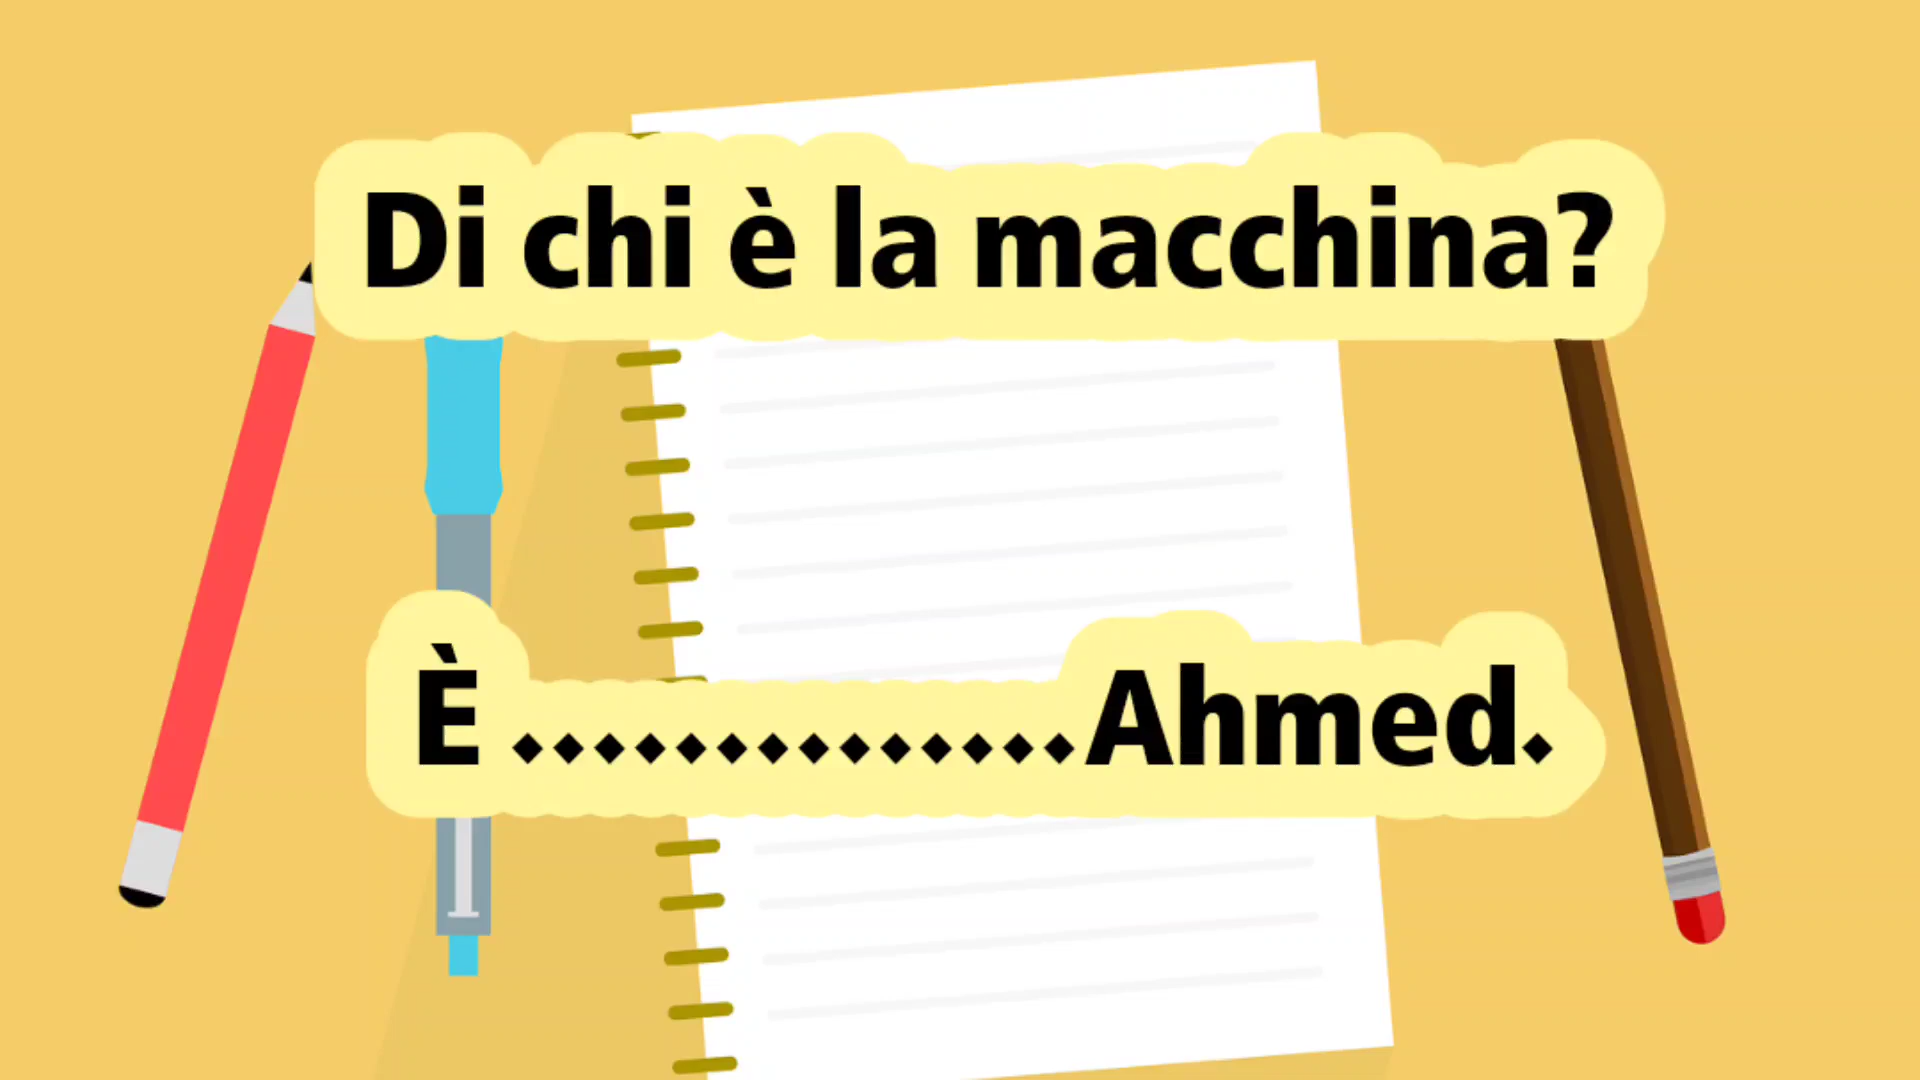 Di chi è la macchina?
È ..............Ahmed.